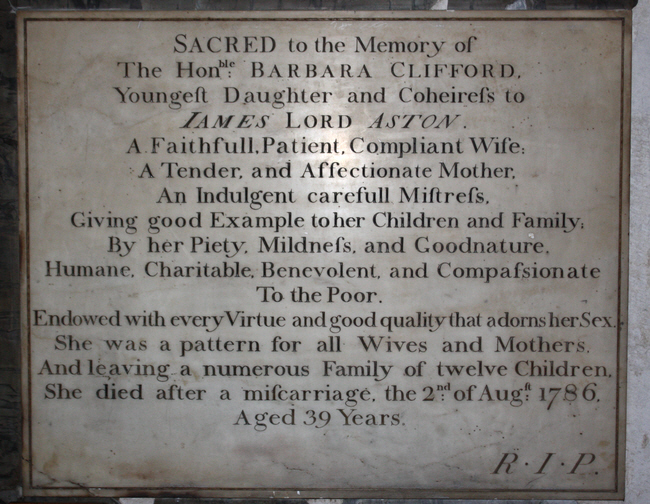 SACRED to the Memory of
The Honble: BARBARA CLIFFORD,
Youngeſt Daughter and Coheireſs to
IAMES LORD ASTON.
A Faithfull, Patient, Compliant Wife;
A Tender, and Affectionate Mother,
An Indulgent carefull Miſtreſs,
Giving good Example to her Children and Family;
By her Piety, Mildneſs, and Goodnature,
Humane, Charitable, Benevolent, and Compaſsionate
To the Poor.
Endowed with every Virtue and good quality that adorns her Sex.
She was a pattern for all Wives and Mothers,
And leaving a numerous Family of twelve Children,
She died after a miſcarriage, the 2nd: of Augſt: 1786,
Aged 39 Years.
R·I·P.